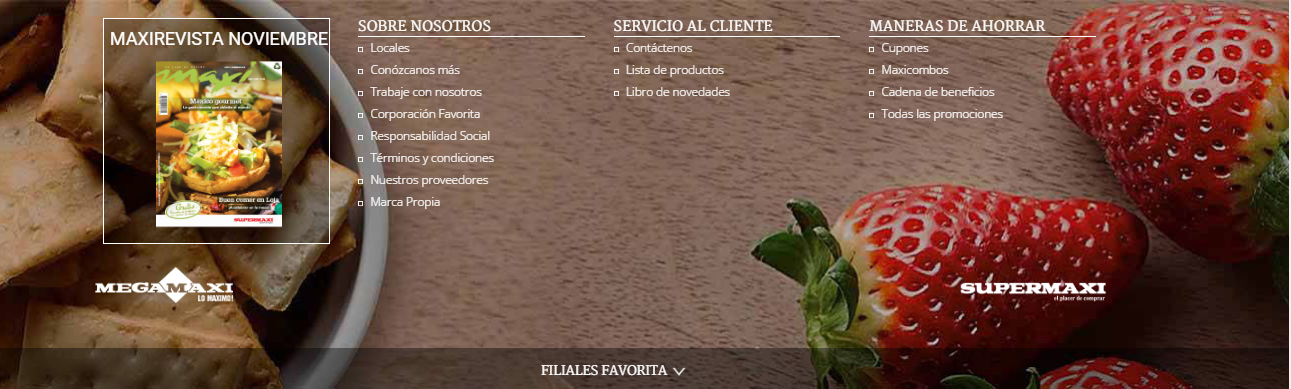 MAXIREVISTA NOVIEMBRE
maxi
México gourmet
Buen comer en Loja
Gratis
SUPERMAXI
SOBRE NOSOTROS
Locales
Conózcanos más
Trabaje con nosotros
Corporación Favorita
Responsabilidad Social
Términos y condiciones
Nuestros proveedores
Marca Propia
SERVICIO AL CLIENTE
Contáctenos
Lista de productos
Libro de novedades
MANERAS DE AHORRAR
Cupones
Maxicombos
Cadena de beneficios
Todas las promociones
MEGAMAXI
LO MAXIMO!
SUPERMAXI
el placer de comprar
FILIALES FAVORITA